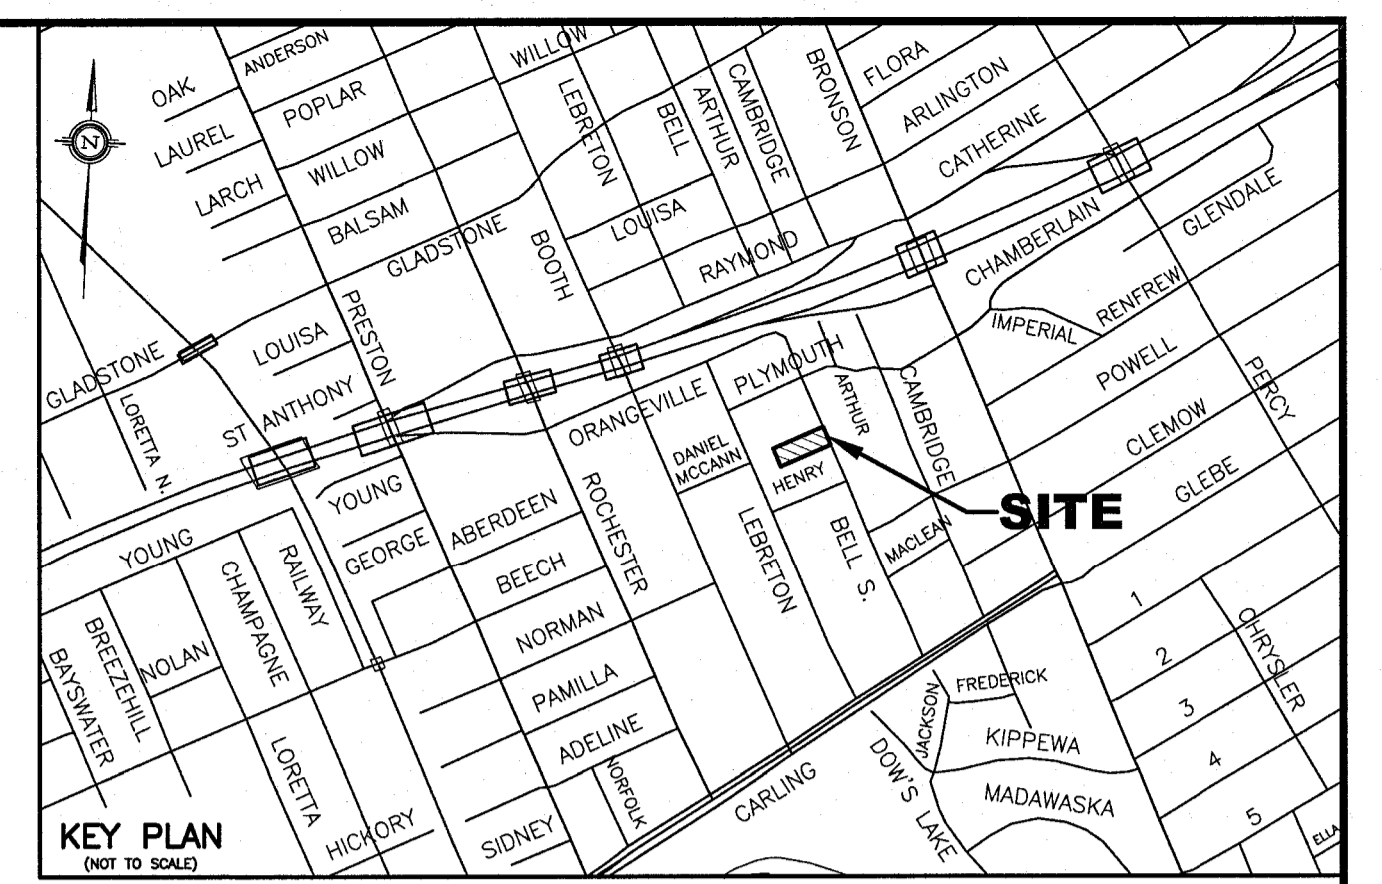 N
OAK
ANDERSON
LAUREL
POPLAR
LARCH
WILLOW
BALSAM
GLADSTONE
WILLOW
LEBRETON
BELL
ARTHUR
CAMBRIDGE
BRONSON
FLORA
ARLINGTON
CATHERINE
LOUISA
RAYMOND
BOOTH
PRESTON
CHAMBERLAIN
GLENDALE
IMPERIAL
RENFREW
POWELL
PERCY
CLEMOW
GLEBE
GLADSTONE
LOUISA
ST ANTHONY
LORETTA N.
ORANGEVILLE
PLYMOUTH
ARTHUR
CAMBRIDGE
DANIEL
MCCANN
HENRY
SITE
YOUNG
GEORGE
ABERDEEN
ROCHESTER
LEBRETON
BELL S.
MACLEAN
YOUNG
RAILWAY
CHAMPAGNE
BEECH
NORMAN
PAMILLA
ADELINE
NORFOLK
BREEZEHILL
NOLAN
BAYSWATER
LORETTA
HICKORY
SIDNEY
CARLING
DOW'S LAKE
JACKSON
FREDERICK
KIPPEWA
MADAWASKA
1
2
3
4
5
CHRYSLER
ELLA
KEY PLAN
(NOT TO SCALE)